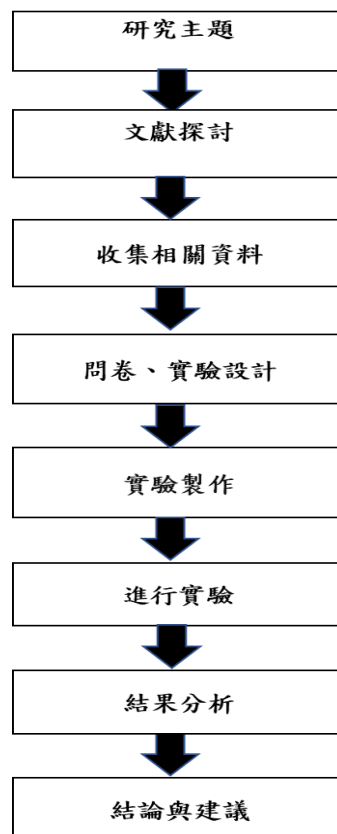 研究主題
文獻探討
收集相關資料
問卷、實驗設計
實驗製作
進行實驗
結果分析
結論與建議